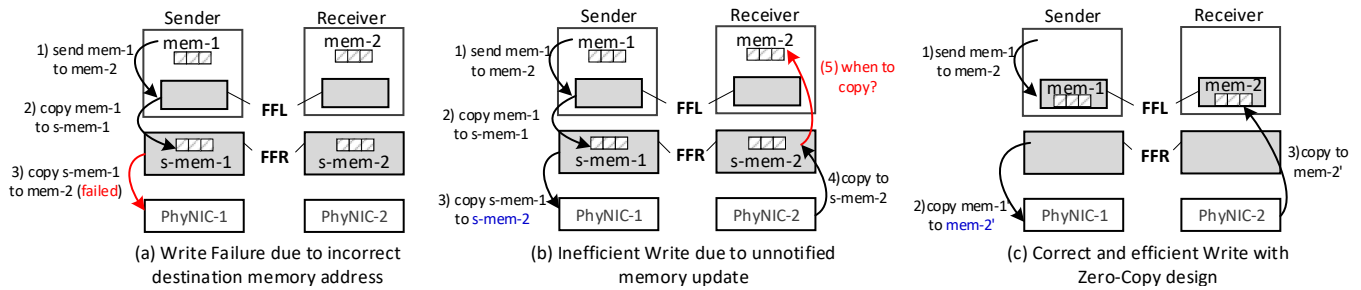 Sender
Receiver
1) send mem-1
to mem-2
mem-1
mem-2
2) copy mem-1
to s-mem-1
FFL
s-mem-1
FFR
s-mem-2
3) copy s-mem-1
to mem-2 (failed)
PhyNIC-1
PhyNIC-2
(a) Write Failure due to incorrect
destination memory address
Sender
Receiver
1) send mem-1
to mem-2
mem-1
mem-2
(5) when to
copy?
2) copy mem-1
to s-mem-1
FFL
s-mem-1
FFR
s-mem-2
3) copy s-mem-1
to s-mem-2
4)copy to
s-mem-2
PhyNIC-1
PhyNIC-2
(b) Inefficient Write due to unnotified
memory update
Sender
Receiver
1)send mem-1
to mem-2
mem-1
FFL
mem-2
FFR
3)copy to
mem-2'
2)copy mem-1'
to mem-2'
PhyNIC-1
PhyNIC-2
(c) Correct and efficient Write with
Zero-Copy design